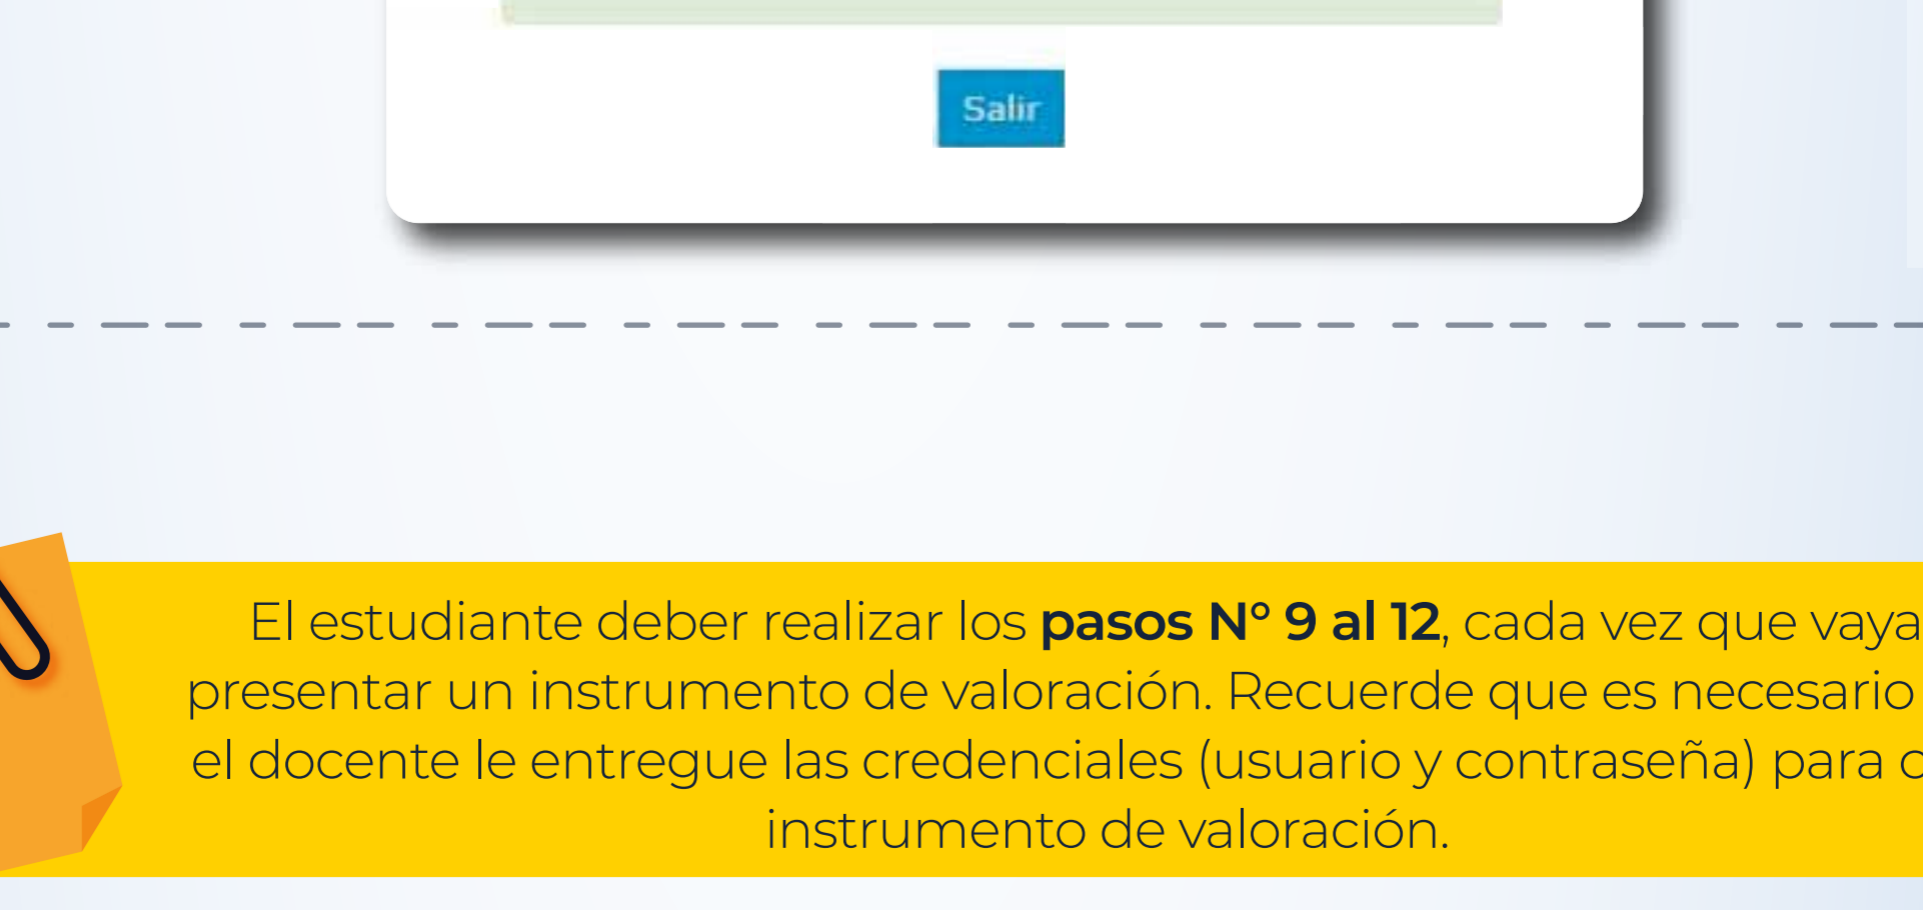 Salir
El estudiante deber realizar los pasos N° 9 al 12, cada vez que vaya
presentar un instrumento de valoración. Recuerde que es necesario
el docente le entregue las credenciales (usuario y contraseña) para
instrumento de valoración.